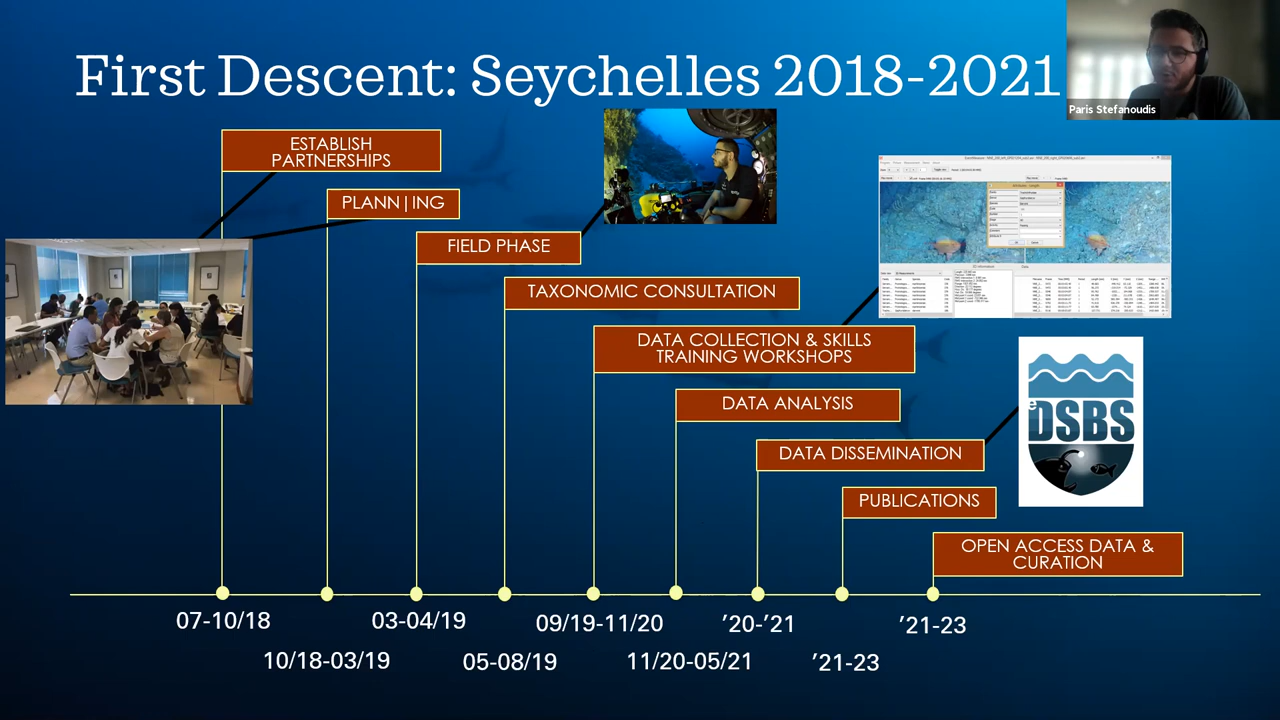 First Descent: Seychelles 2018-2021
Paris Stefanoudis
ESTABLISH
PARTNERSHIPS
PLANN|ING
FIELD PHASE
TAXONOMIC CONSULTATION
DATA COLLECTION & SKILLS
TRAINING WORKSHOPS
DATA ANALYSIS
DATA DISSEMINATION
PUBLICATIONS
OPEN ACCESS DATA &
CURATION
eDSBS
07-10/18
10/18-03/19
03-04/19
05-08/19
09/19-11/20
11/20-05/21
’20-’21
’21-23
’21-23